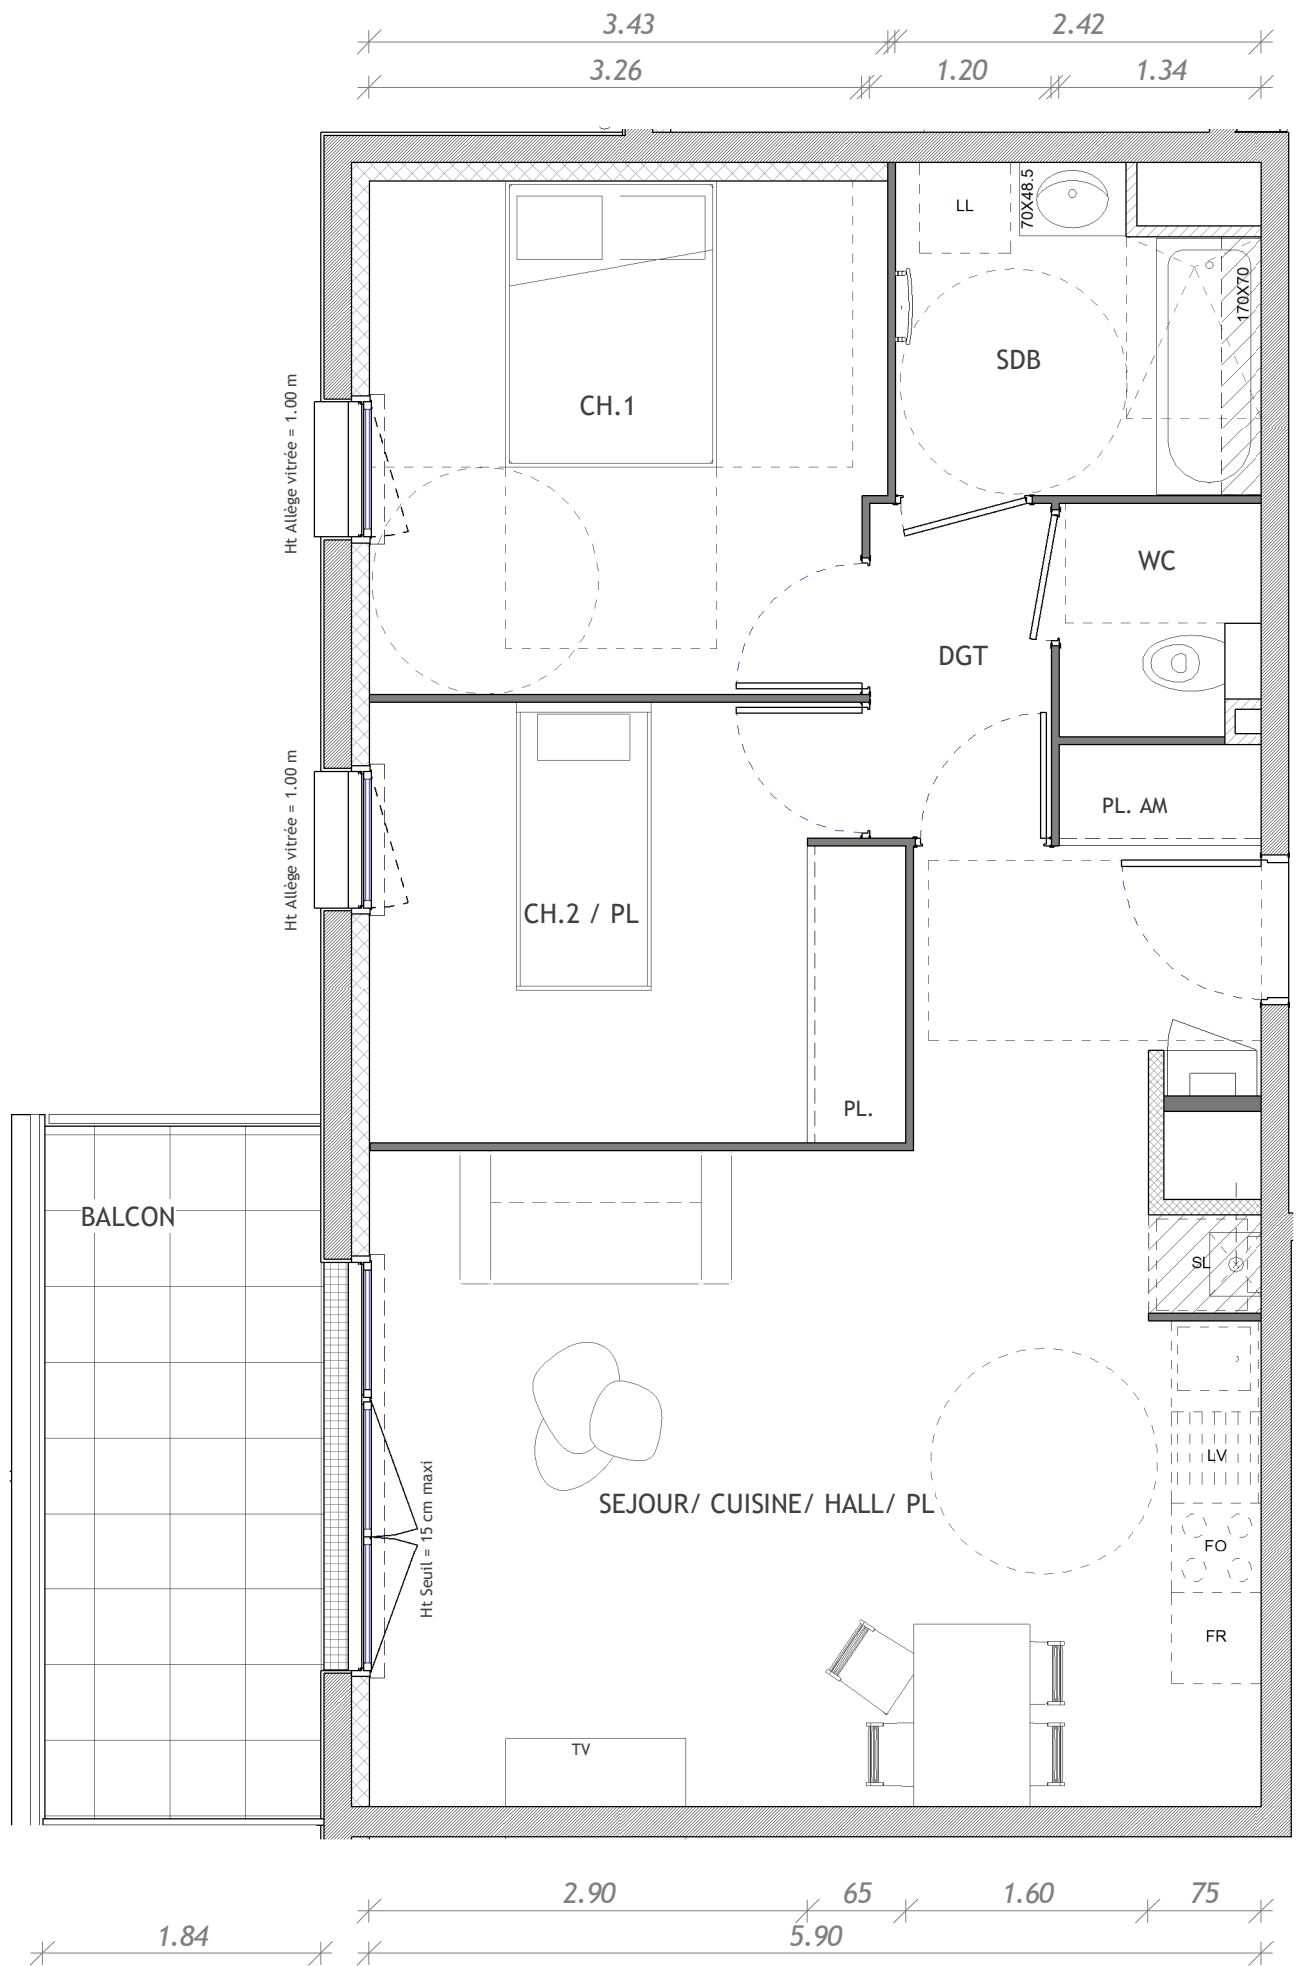 3.43 2.42
3.26 1.20 1.34
LL
70X48.5
170X70
SDB
CH.1
Ht Allège vitrée = 1.00 m
WC
DGT
PL. AM
Ht Allège vitrée = 1.00 m
CH.2 / PL
PL.
BALCON
SL
LV
Ht Seuil = 15 cm maxi
SEJOUR/ CUISINE/ HALL/ PL
FO
FR
TV
2.90 65 1.60 75
1.84 5.90